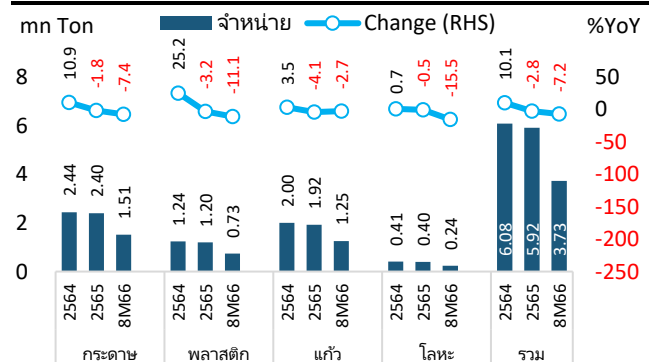 mn Ton จำหน่าย Change (RHS) %YoY
10.9 -1.8 -7.4 25.2 -3.2 -11.1 3.5 -4.1 -2.7 0.7 -0.5 -15.5 10.1 -2.8 -7.2
8 50
0
6 -50
4 -100
-150
2 -200
0 -250
2.44 2.40 1.51 1.24 1.20 0.73 2.00 1.92 1.25 0.41 0.40 0.24 6.08 5.92 3.73
2564 2565 8M66 2564 2565 8M66 2564 2565 8M66 2564 2565 8M66 2564 2565 8M66
กระดาษ พลาสติก แก้ว โลหะ รวม